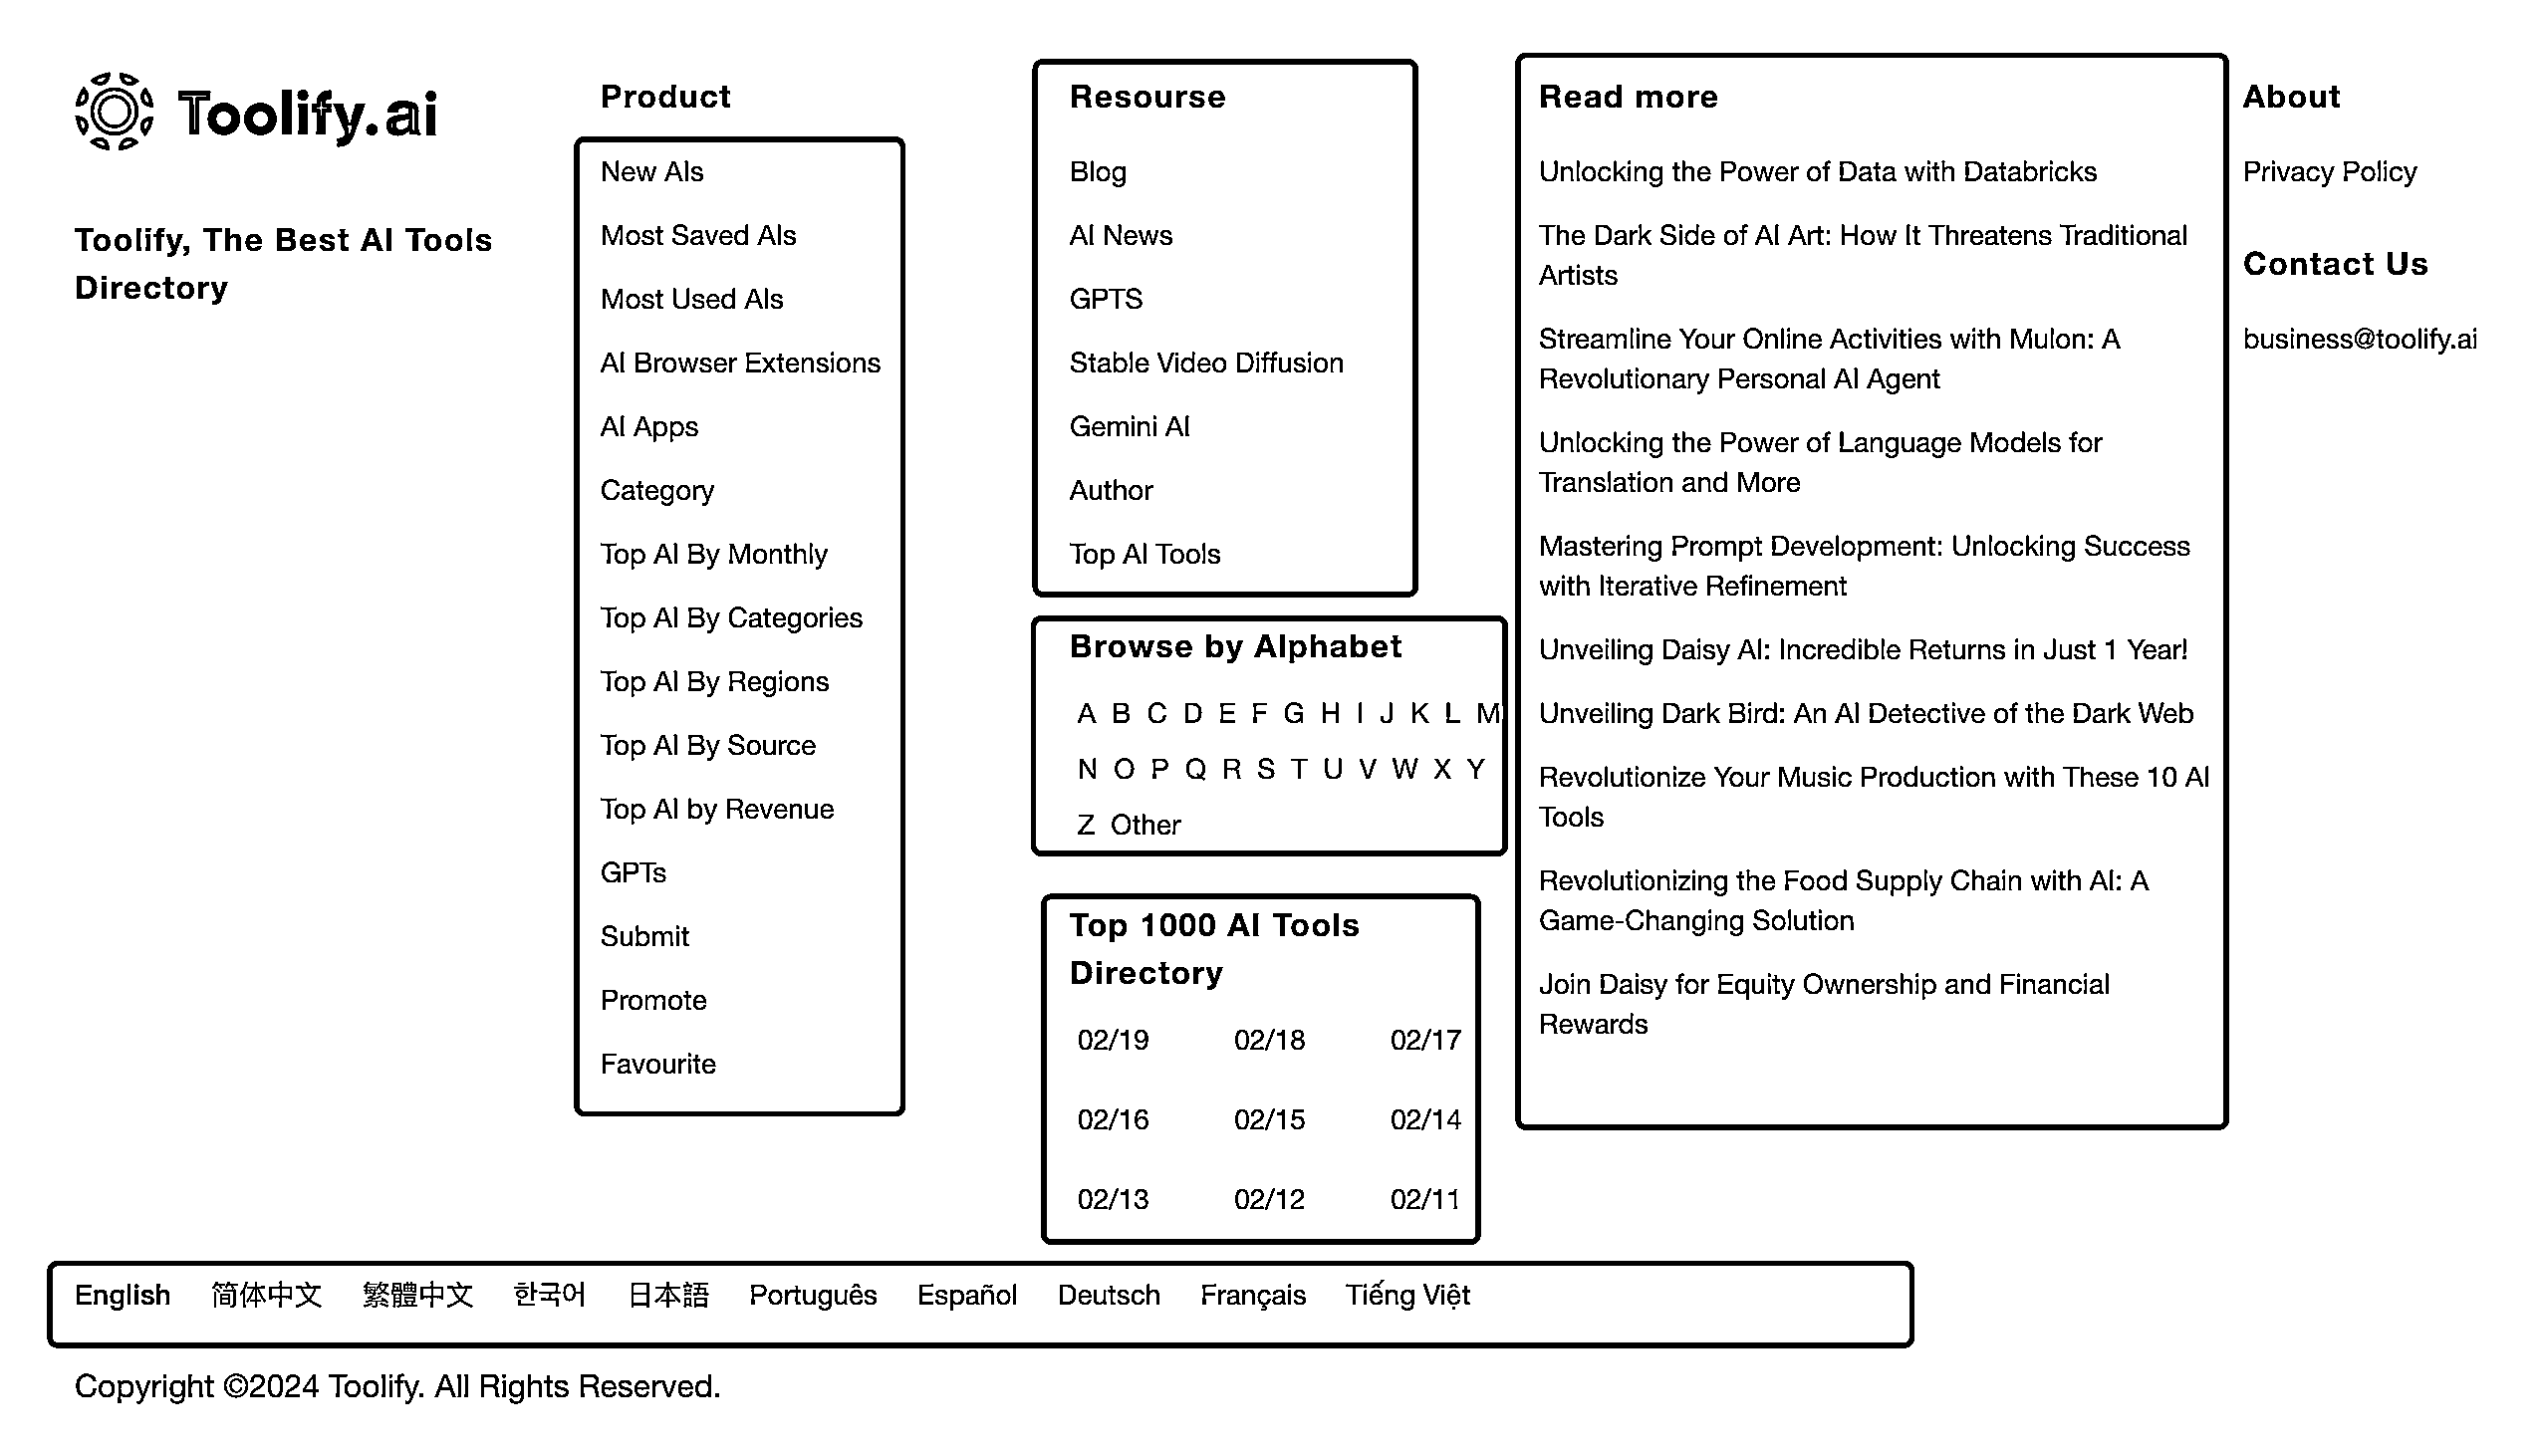 Toolify.ai
Toolify, The Best AI Tools
Directory
Product
New AIs
Most Saved AIs
Most Used AIs
AI Browser Extensions
AI Apps
Category
Top AI By Monthly
Top AI By Categories
Top AI By Regions
Top AI By Source
Top AI by Revenue
GPTs
Submit
Promote
Favourite
Resourse
Blog
AI News
GPTS
Stable Video Diffusion
Gemini AI
Author
Top AI Tools
Browse by Alphabet
A B C D E F G H I J K L M
N O P Q R S T U V W X Y
Z Other
Top 1000 AI Tools
Directory
02/19 02/18 02/17
02/16 02/15 02/14
02/13 02/12 02/11
Read more
Unlocking the Power of Data with Databricks
The Dark Side of AI Art: How It Threatens Traditional
Artists
Streamline Your Online Activities with Mulon: A
Revolutionary Personal AI Agent
Unlocking the Power of Language Models for
Translation and More
Mastering Prompt Development: Unlocking Success
with Iterative Refinement
Unveiling Daisy AI: Incredible Returns in Just 1 Year!
Unveiling Dark Bird: An AI Detective of the Dark Web
Revolutionize Your Music Production with These 10 AI
Tools
Revolutionizing the Food Supply Chain with AI: A
Game-Changing Solution
Join Daisy for Equity Ownership and Financial
Rewards
About
Privacy Policy
Contact Us
business@toolify.ai
English 简体中文 繁體中文 한국어 日本語 Português Español Deutsch Français Tiếng Việt
Copyright ©2024 Toolify. All Rights Reserved.